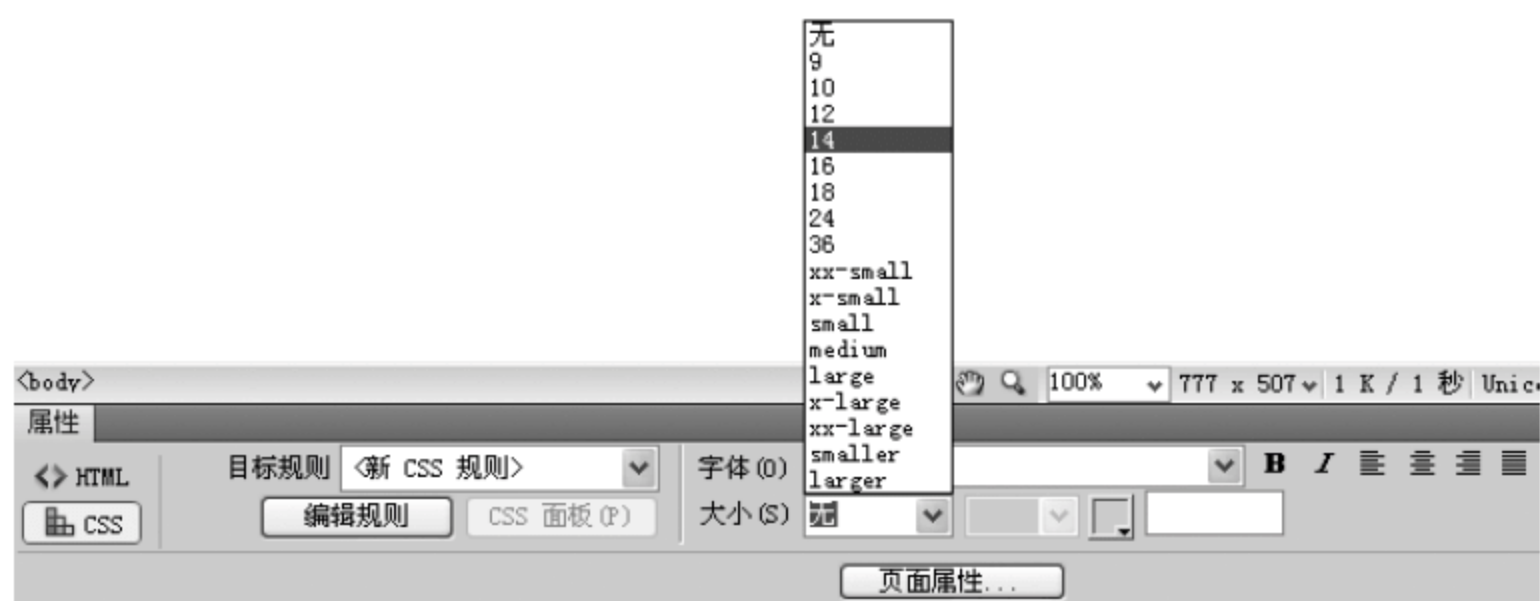 无
9
10
12
14
16
18
24
36
xx-small
x-small
small
medium
large
x-large
xx-large
smaller
larger
<body>
100% 777 x 507 1 K / 1 秒
属性
<> HTML 目标规则 <新 CSS 规则> 字体(O) B I
CSS 编辑规则 CSS 面板(P) 大小(S) 无
页面属性...